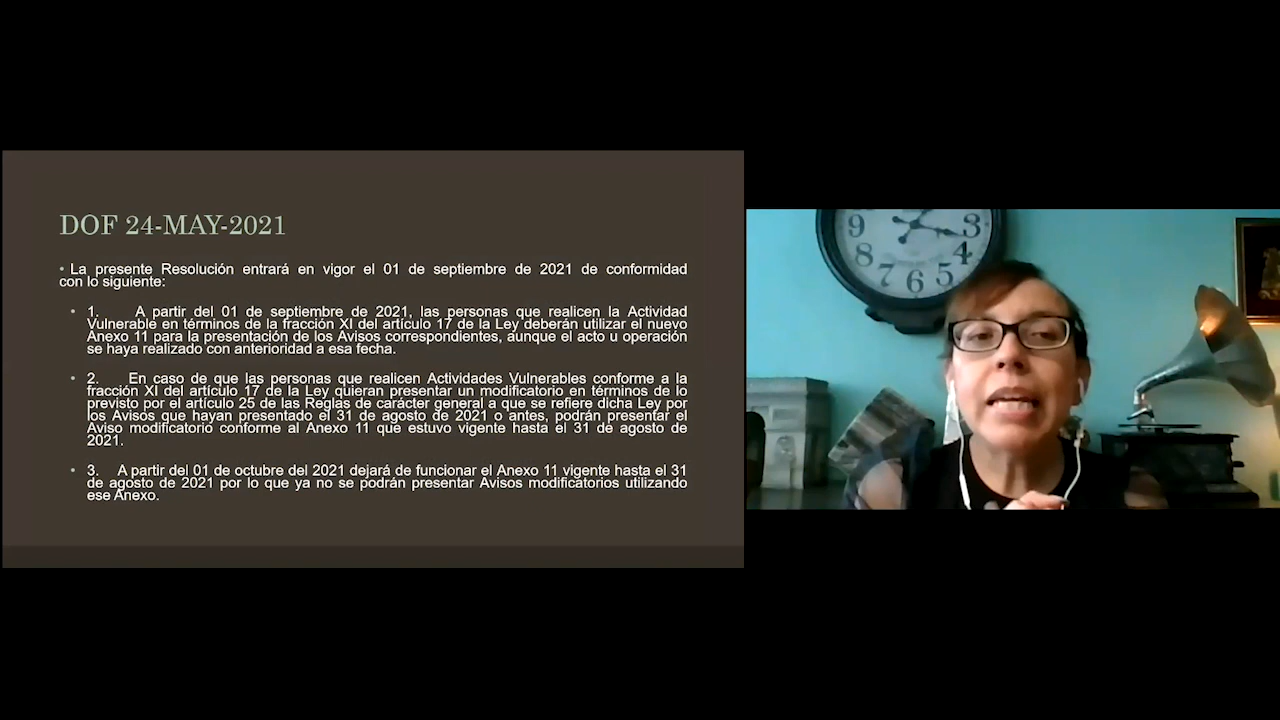 DOF 24-MAY-2021
• La presente Resolución entrará en vigor el 01 de septiembre de 2021 de conformidad
con lo siguiente:
• 1. A partir del 01 de septiembre de 2021, las personas que realicen la Actividad
Vulnerable en términos de la fracción XI del artículo 17 de la Ley deberán utilizar el nuevo
Anexo 11 para la presentación de los Avisos correspondientes, aunque el acto u operación
se haya realizado con anterioridad a esa fecha.
• 2. En caso de que las personas que realicen Actividades Vulnerables conforme a la
fracción XI del artículo 17 de la Ley quieran presentar un modificatorio en términos de lo
previsto por el artículo 25 de las Reglas de carácter general a que se refiere dicha Ley por
los Avisos que hayan presentado el 31 de agosto de 2021 o antes, podrán presentar el
Aviso modificatorio conforme al Anexo 11 que estuvo vigente hasta el 31 de agosto de
2021.
• 3. A partir del 01 de octubre del 2021 dejará de funcionar el Anexo 11 vigente hasta el 31
de agosto de 2021 por lo que ya no se podrán presentar Avisos modificatorios utilizando
ese Anexo.
9 3
8 4
7 6 5